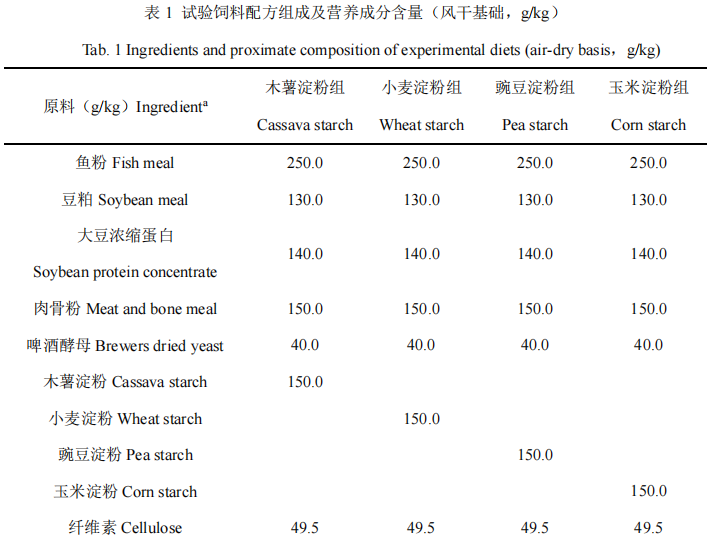 表 1 试验饲料配方组成及营养成分含量（风干基础，g/kg）
Tab. 1 Ingredients and proximate composition of experimental diets (air-dry basis，g/kg)
原料（g/kg）Ingredientᵃ 木薯淀粉组 Cassava starch 小麦淀粉组 Wheat starch 豌豆淀粉组 Pea starch 玉米淀粉组 Corn starch
鱼粉 Fish meal 250.0 250.0 250.0 250.0
豆粕 Soybean meal 130.0 130.0 130.0 130.0
大豆浓缩蛋白
Soybean protein concentrate 140.0 140.0 140.0 140.0
肉骨粉 Meat and bone meal 150.0 150.0 150.0 150.0
啤酒酵母 Brewers dried yeast 40.0 40.0 40.0 40.0
木薯淀粉 Cassava starch 150.0
小麦淀粉 Wheat starch 150.0
豌豆淀粉 Pea starch 150.0
玉米淀粉 Corn starch 150.0
纤维素 Cellulose 49.5 49.5 49.5 49.5